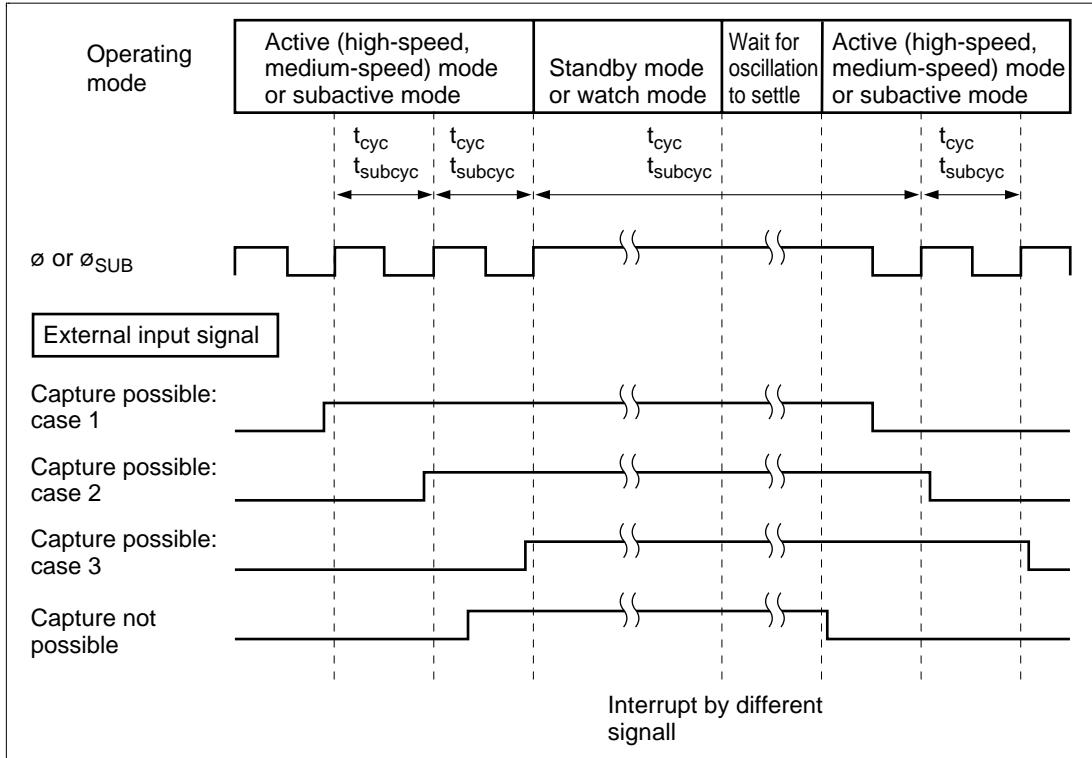 Operating
mode
Active (high-speed,
medium-speed) mode
or subactive mode
Standby mode
or watch mode
Wait for
oscillation
to settle
Active (high-speed,
medium-speed) mode
or subactive mode
tcyc
tsubcyc
tcyc
tsubcyc
tcyc
tsubcyc
tcyc
tsubcyc
ø or øSUB
External input signal
Capture possible:
case 1
Capture possible:
case 2
Capture possible:
case 3
Capture not
possible
Interrupt by different
signall